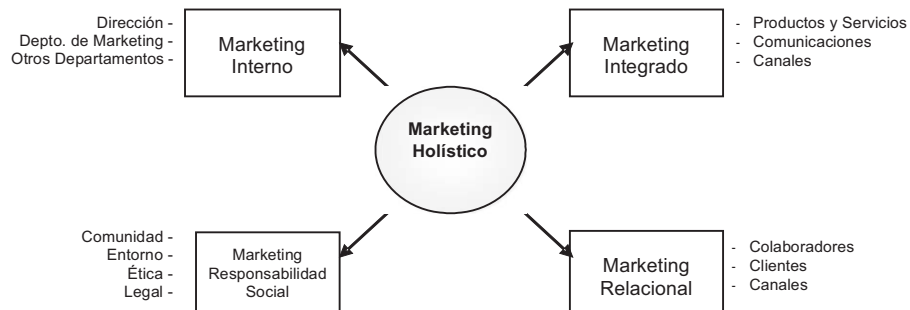 Dirección -
Depto. de Marketing -
Otros Departamentos -
Marketing
Interno
Marketing
Integrado
- Productos y Servicios
- Comunicaciones
- Canales
Marketing
Holístico
Comunidad -
Entorno -
Ética -
Legal -
Marketing
Responsabilidad
Social
Marketing
Relacional
- Colaboradores
- Clientes
- Canales